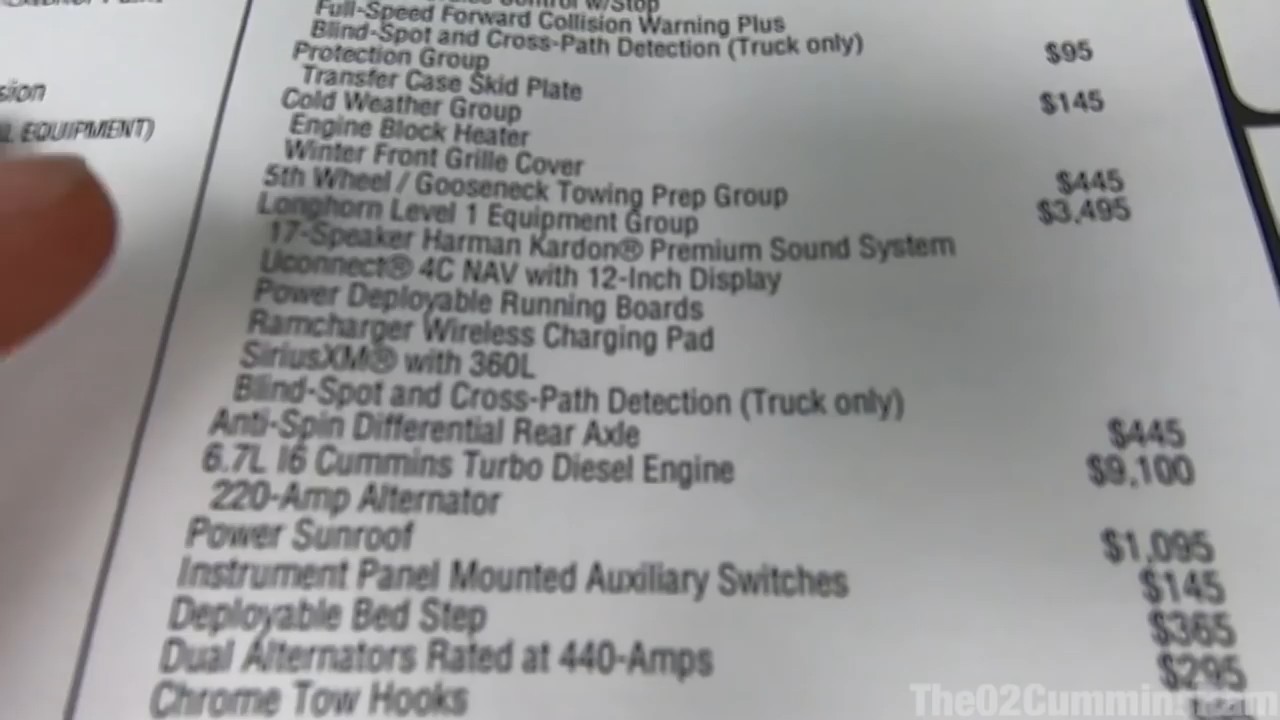 Control w/Stop
Full-Speed Forward Collision Warning Plus
Blind-Spot and Cross-Path Detection (Truck only)
Protection Group $95
Transfer Case Skid Plate
Cold Weather Group $145
Engine Block Heater
Winter Front Grille Cover
5th Wheel / Gooseneck Towing Prep Group $445
Longhorn Level 1 Equipment Group $3,495
17-Speaker Harman Kardon® Premium Sound System
Uconnect® 4C NAV with 12-Inch Display
Power Deployable Running Boards
Ramcharger Wireless Charging Pad
SiriusXM® with 360L
Blind-Spot and Cross-Path Detection (Truck only)
Anti-Spin Differential Rear Axle $445
6.7L I6 Cummins Turbo Diesel Engine $9,100
220-Amp Alternator
Power Sunroof $1,095
Instrument Panel Mounted Auxiliary Switches $145
Deployable Bed Step $365
Dual Alternators Rated at 440-Amps $295
Chrome Tow Hooks
EQUIPMENT)